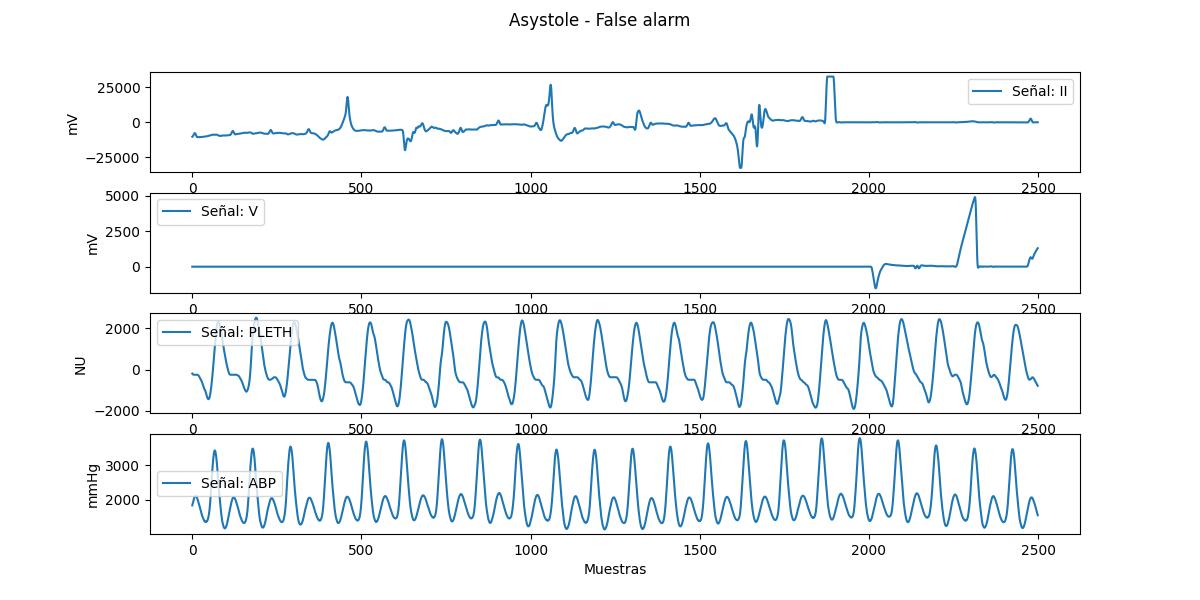 Asystole - False alarm
25000
0
−25000
mV
Señal: II
0 500 1000 1500 2000 2500
5000
2500
0
mV
Señal: V
0 500 1000 1500 2000 2500
2000
0
−2000
NU
Señal: PLETH
0 500 1000 1500 2000 2500
3000
2000
mmHg
Señal: ABP
0 500 1000 1500 2000 2500
Muestras